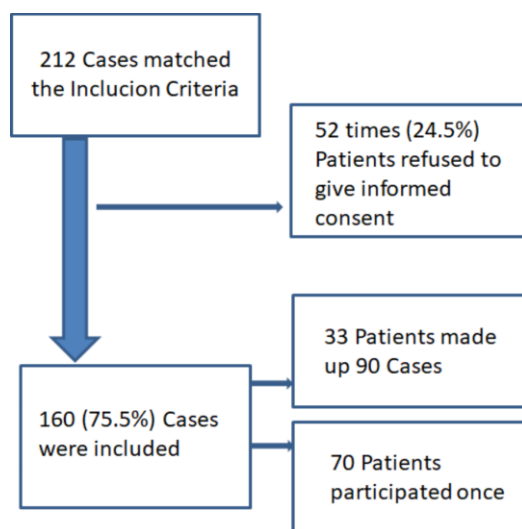 212 Cases matched
the Inclucion Criteria
52 times (24.5%)
Patients refused to
give informed
consent
33 Patients made
up 90 Cases
160 (75.5%) Cases
were included
70 Patients
participated once